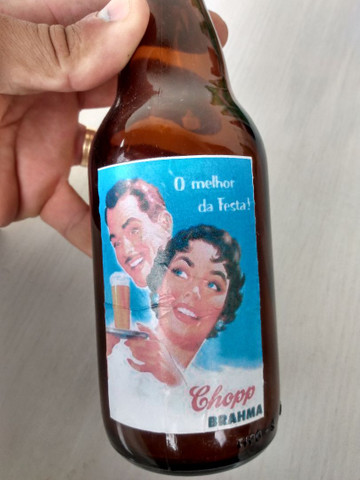 O melhor
da Festa!
Chopp
BRAHMA